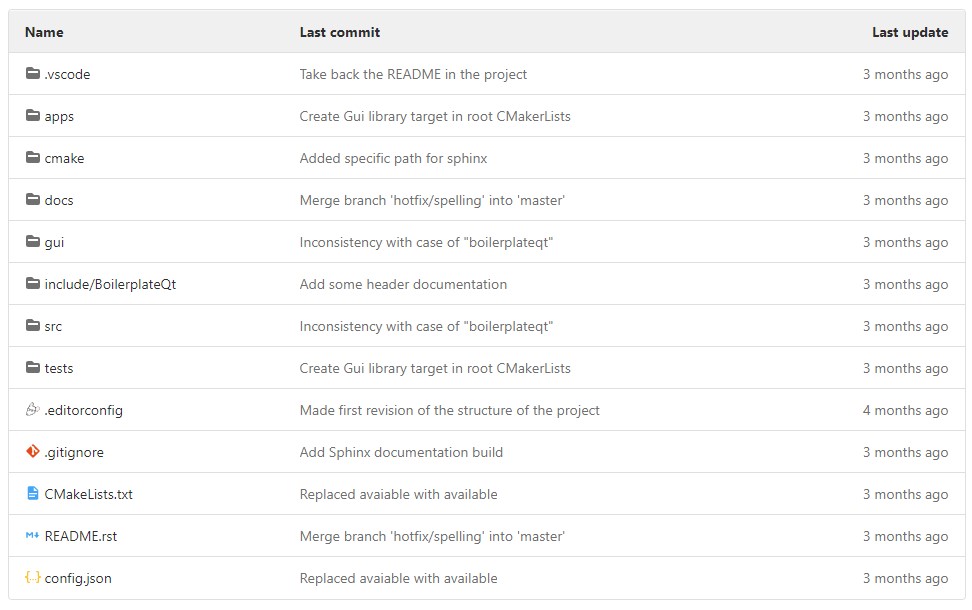 Name Last commit Last update
.vscode Take back the README in the project 3 months ago
apps Create Gui library target in root CMakerLists 3 months ago
cmake Added specific path for sphinx 3 months ago
docs Merge branch 'hotfix/spelling' into 'master' 3 months ago
gui Inconsistency with case of "boilerplateqt" 3 months ago
include/BoilerplateQt Add some header documentation 3 months ago
src Inconsistency with case of "boilerplateqt" 3 months ago
tests Create Gui library target in root CMakerLists 3 months ago
.editorconfig Made first revision of the structure of the project 4 months ago
.gitignore Add Sphinx documentation build 3 months ago
CMakeLists.txt Replaced avaiable with available 3 months ago
README.rst Merge branch 'hotfix/spelling' into 'master' 3 months ago
config.json Replaced avaiable with available 3 months ago